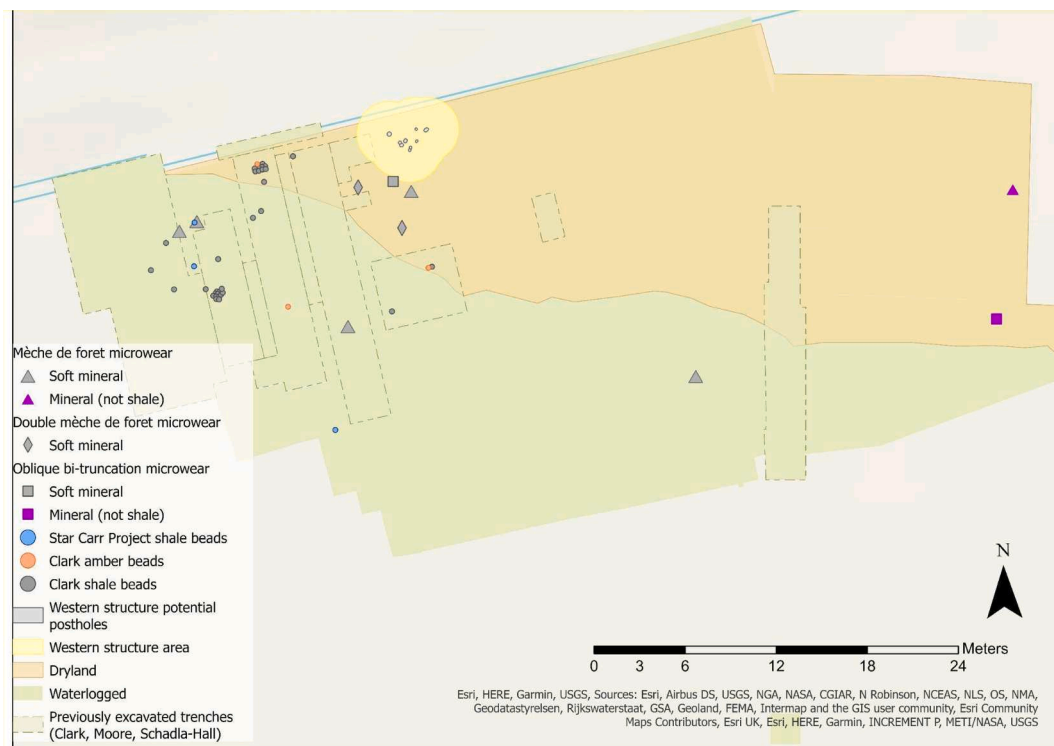 Mèche de foret microwear
Soft mineral
Mineral (not shale)
Double mèche de foret microwear
Soft mineral
Oblique bi-truncation microwear
Soft mineral
Mineral (not shale)
Star Carr Project shale beads
Clark amber beads
Clark shale beads
Western structure potential
postholes
Western structure area
Dryland
Waterlogged
Previously excavated trenches
(Clark, Moore, Schadla-Hall)
N
Meters
0 3 6 12 18 24
Esri, HERE, Garmin, USGS, Sources: Esri, Airbus DS, USGS, NGA, NASA, CGIAR, N Robinson, NCEAS, NLS, OS, NMA,
Geodatastyrelsen, Rijkswaterstaat, GSA, Geoland, FEMA, Intermap and the GIS user community, Esri Community
Maps Contributors, Esri UK, Esri, HERE, Garmin, INCREMENT P, METI/NASA, USGS